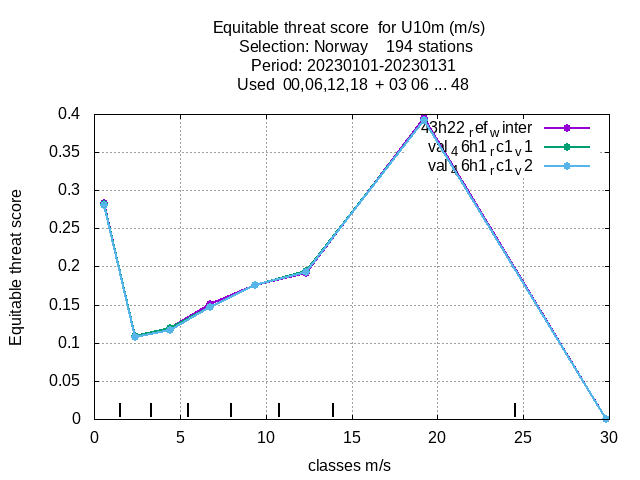 Equitable threat score  for U10m (m/s)
Selection: Norway    194 stations
Period: 20230101-20230131
Used  00,06,12,18  + 03 06 ... 48
0.4
0.35
0.3
0.25
0.2
0.15
0.1
0.05
0
0 5 10 15 20 25 30
Equitable threat score
classes m/s
43h22_ref_winter
val_46h1_rc1_v1
val_46h1_rc1_v2